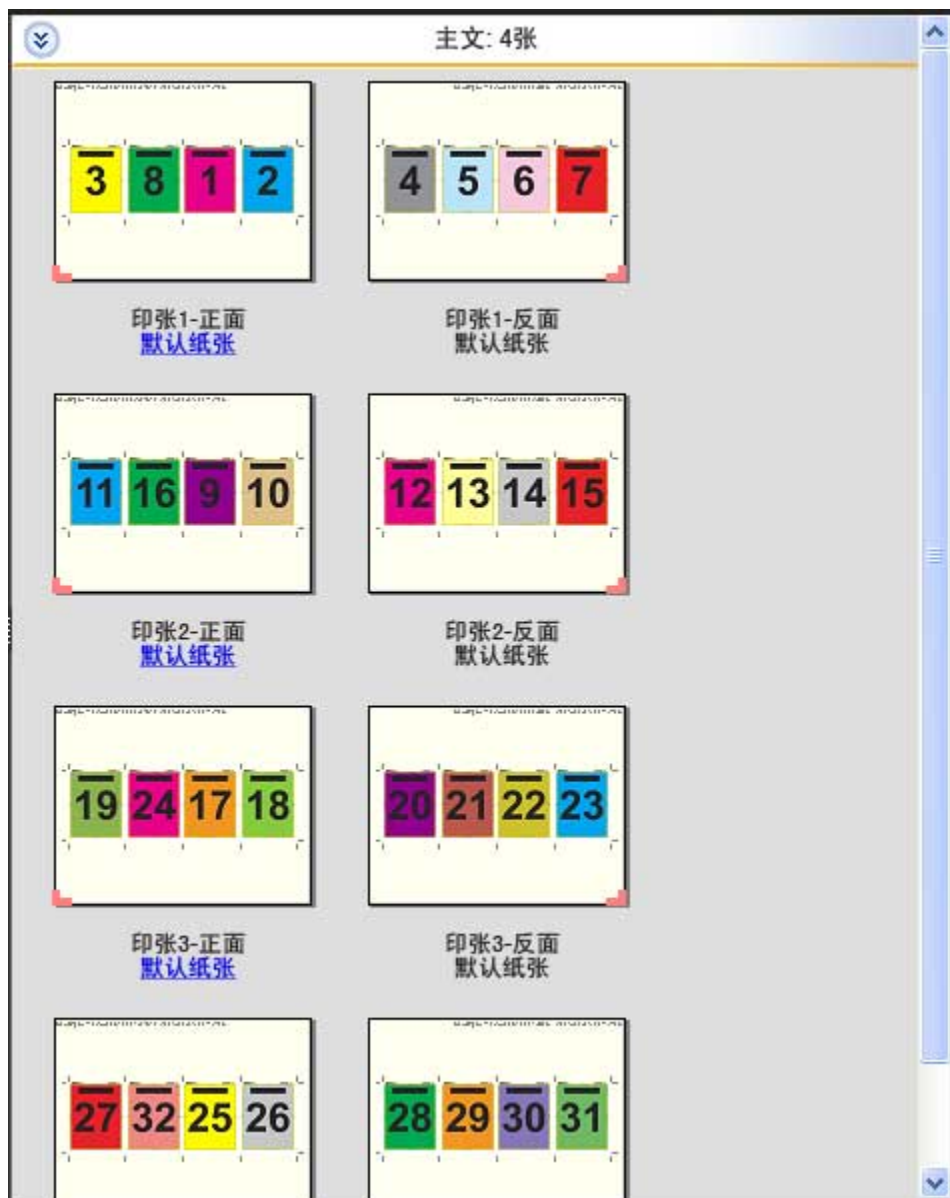 主文: 4张
3 8 1 2
4 5 6 7
印张1-正面
默认纸张
印张1-反面
默认纸张
11 16 9 10
12 13 14 15
印张2-正面
默认纸张
印张2-反面
默认纸张
19 24 17 18
20 21 22 23
印张3-正面
默认纸张
印张3-反面
默认纸张
27 32 25 26
28 29 30 31